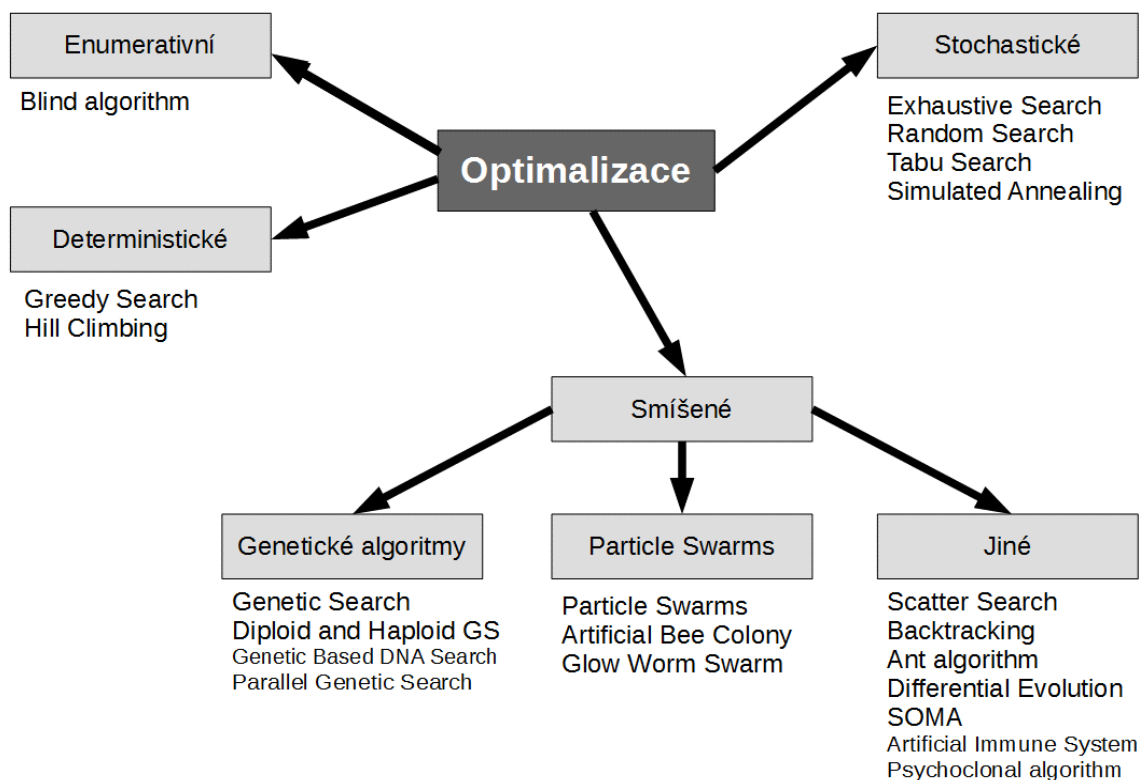 Enumerativní
Blind algorithm
Stochastické
Exhaustive Search
Random Search
Tabu Search
Simulated Annealing
Optimalizace
Deterministické
Greedy Search
Hill Climbing
Smíšené
Genetické algoritmy
Genetic Search
Diploid and Haploid GS
Genetic Based DNA Search
Parallel Genetic Search
Particle Swarms
Particle Swarms
Artificial Bee Colony
Glow Worm Swarm
Jiné
Scatter Search
Backtracking
Ant algorithm
Differential Evolution
SOMA
Artificial Immune System
Psychoclonal algorithm